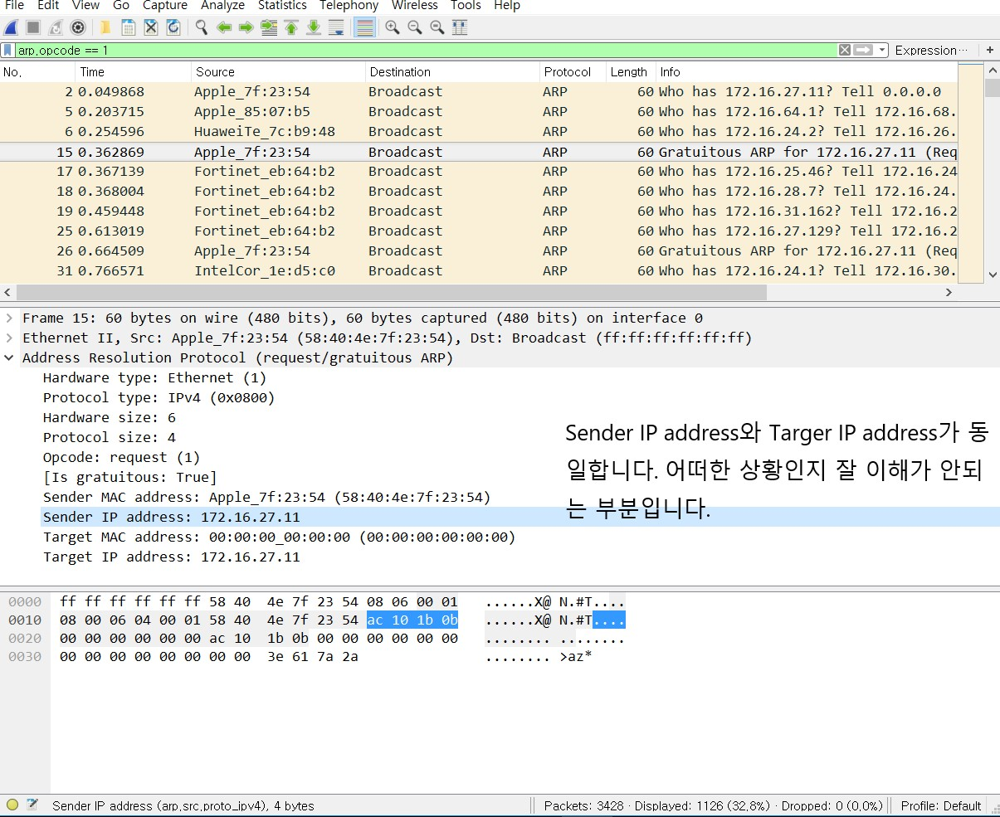 File Edit View Go Capture Analyze Statistics Telephony Wireless Tools Help
arp.opcode == 1 Expression… +
No. Time Source Destination Protocol Length Info
2 0.049868 Apple_7f:23:54 Broadcast ARP 60 Who has 172.16.27.11? Tell 0.0.0.0
5 0.203715 Apple_85:07:b5 Broadcast ARP 60 Who has 172.16.64.1? Tell 172.16.68.
6 0.254596 HuaweiTe_7c:b9:48 Broadcast ARP 60 Who has 172.16.24.2? Tell 172.16.26.
15 0.362869 Apple_7f:23:54 Broadcast ARP 60 Gratuitous ARP for 172.16.27.11 (Req
17 0.367139 Fortinet_eb:64:b2 Broadcast ARP 60 Who has 172.16.25.46? Tell 172.16.24
18 0.368004 Fortinet_eb:64:b2 Broadcast ARP 60 Who has 172.16.28.7? Tell 172.16.24.
19 0.459448 Fortinet_eb:64:b2 Broadcast ARP 60 Who has 172.16.31.162? Tell 172.16.2
25 0.613019 Fortinet_eb:64:b2 Broadcast ARP 60 Who has 172.16.27.129? Tell 172.16.2
26 0.664509 Apple_7f:23:54 Broadcast ARP 60 Gratuitous ARP for 172.16.27.11 (Req
31 0.766571 IntelCor_1e:d5:c0 Broadcast ARP 60 Who has 172.16.24.1? Tell 172.16.30.
Frame 15: 60 bytes on wire (480 bits), 60 bytes captured (480 bits) on interface 0
Ethernet II, Src: Apple_7f:23:54 (58:40:4e:7f:23:54), Dst: Broadcast (ff:ff:ff:ff:ff:ff)
Address Resolution Protocol (request/gratuitous ARP)
Hardware type: Ethernet (1)
Protocol type: IPv4 (0x0800)
Hardware size: 6
Protocol size: 4
Opcode: request (1)
[Is gratuitous: True]
Sender MAC address: Apple_7f:23:54 (58:40:4e:7f:23:54)
Sender IP address: 172.16.27.11
Target MAC address: 00:00:00_00:00:00 (00:00:00:00:00:00)
Target IP address: 172.16.27.11
Sender IP address와 Targer IP address가 동
일합니다. 어떠한 상황인지 잘 이해가 안되
는 부분입니다.
0000 ff ff ff ff ff ff 58 40 4e 7f 23 54 08 06 00 01 ......X@ N.#T....
0010 08 00 06 04 00 01 58 40 4e 7f 23 54 ac 10 1b 0b ......X@ N.#T....
0020 00 00 00 00 00 00 ac 10 1b 0b 00 00 00 00 00 00 ........ ........
0030 00 00 00 00 00 00 00 00 3e 61 7a 2a ........ >az*
Sender IP address (arp.src.proto_ipv4), 4 bytes Packets: 3428 · Displayed: 1126 (32.8%) · Dropped: 0 (0.0%) Profile: Default